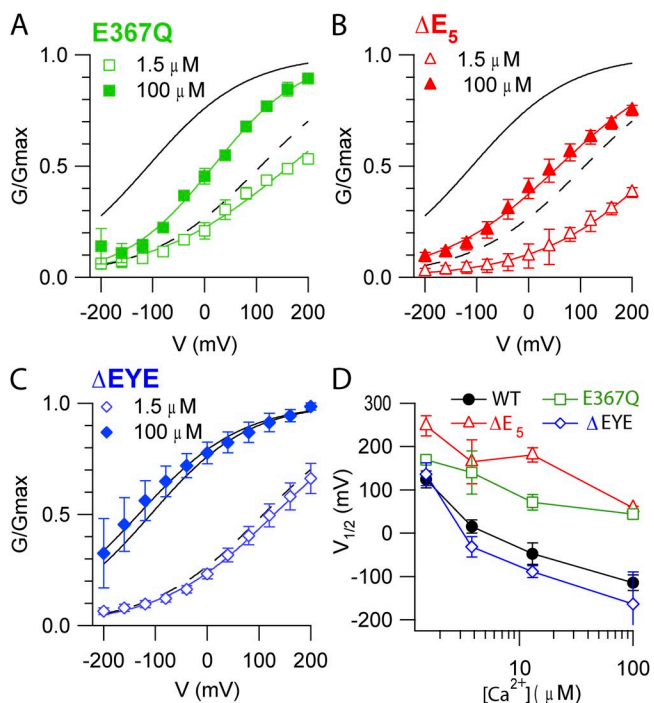 A
E367Q
1.5 μM
100 μM
G/Gmax
1.0
0.5
0.0
-200 -100 0 100 200
V (mV)
B
ΔE5
1.5 μM
100 μM
G/Gmax
1.0
0.5
0.0
-200 -100 0 100 200
V (mV)
C
ΔEYE
1.5 μM
100 μM
G/Gmax
1.0
0.5
0.0
-200 -100 0 100 200
V (mV)
D
WT E367Q
ΔE5 ΔEYE
V1/2 (mV)
300
200
100
0
-100
-200
10 100
[Ca2+] (μM)